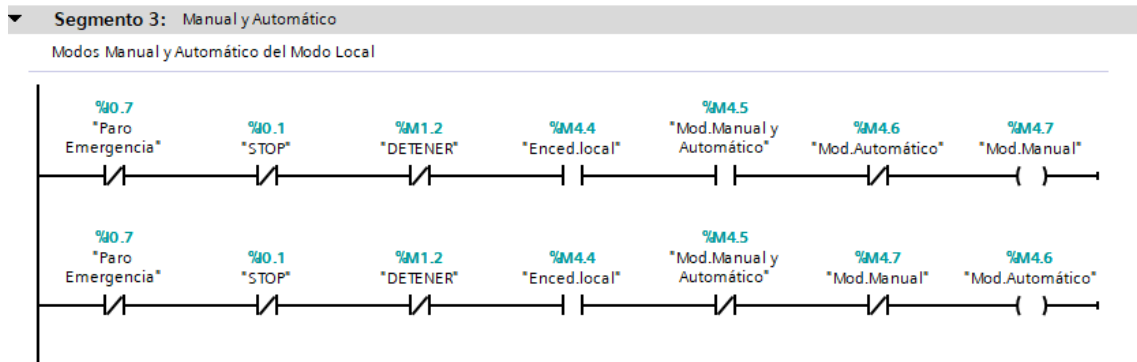 Segmento 3: Manual y Automático
Modos Manual y Automático del Modo Local
%I0.7 %M4.5
"Paro %I0.1 %M1.2 %M4.4 "Mod.Manual y %M4.6 %M4.7
Emergencia" "STOP" "DETENER" "Enced.local" Automático" "Mod.Automático" "Mod.Manual"
%I0.7 %M4.5
"Paro %I0.1 %M1.2 %M4.4 "Mod.Manual y %M4.7 %M4.6
Emergencia" "STOP" "DETENER" "Enced.local" Automático" "Mod.Manual" "Mod.Automático"